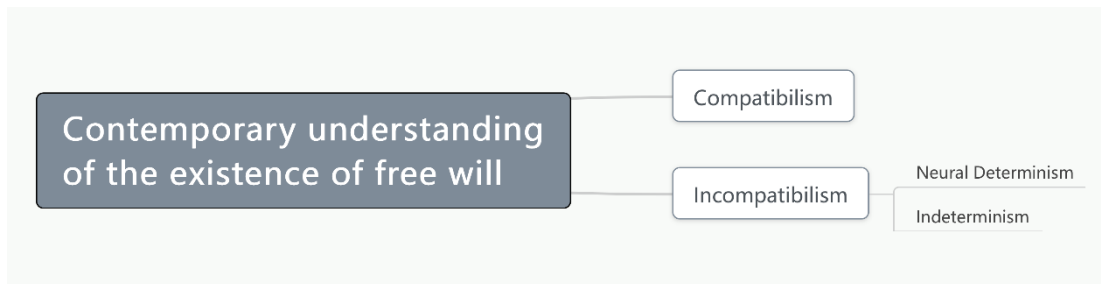 Contemporary understanding
of the existence of free will
Compatibilism
Incompatibilism
Neural Determinism
Indeterminism